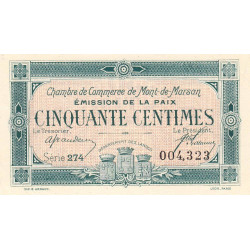 Chambre de Commerce de Mont-de-Marsan
ÉMISSION DE LA PAIX
CINQUANTE CENTIMES
Le Trésorier Le Président
Série 274 004,323